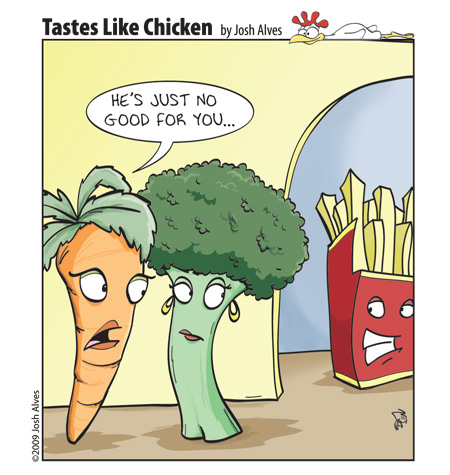 Tastes Like Chicken by Josh Alves
HE'S JUST NO
GOOD FOR YOU...
©2009 Josh Alves